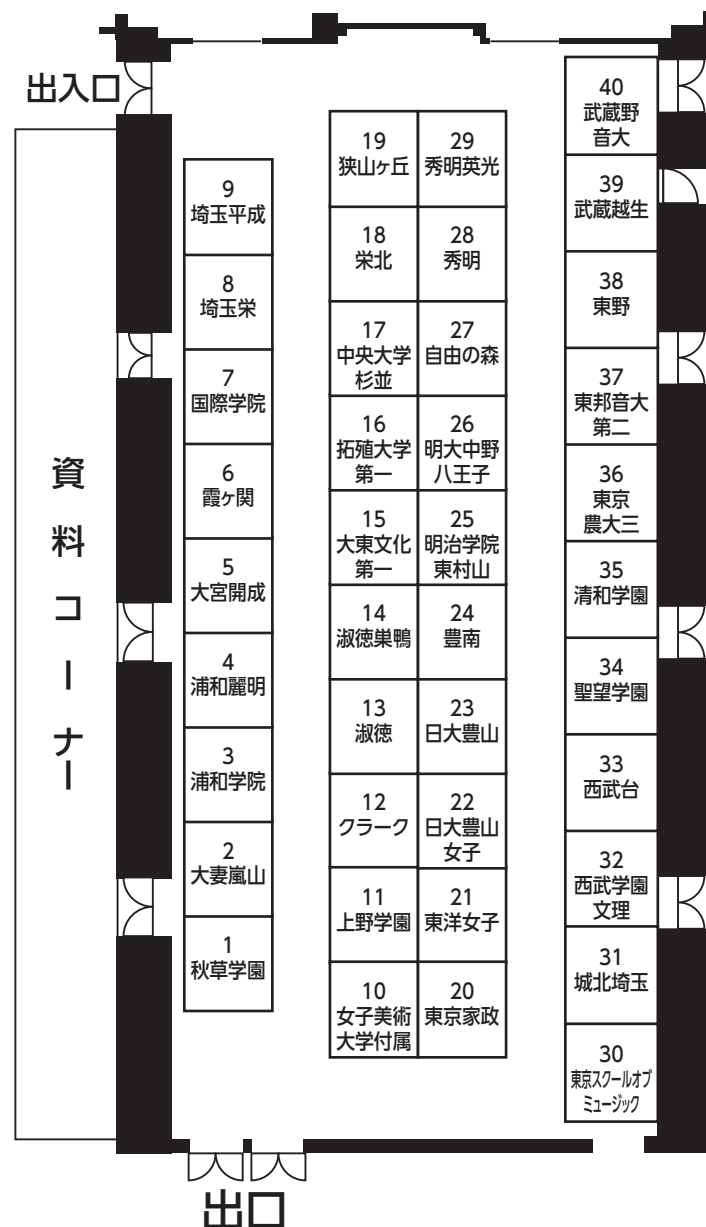 出入口
資料コーナー
9
埼玉平成
8
埼玉栄
7
国際学院
6
霞ヶ関
5
大宮開成
4
浦和麗明
3
浦和学院
2
大妻嵐山
1
秋草学園
19
狭山ヶ丘
18
栄北
17
中央大学
杉並
16
拓殖大学
第一
15
大東文化
第一
14
淑徳巣鴨
13
淑徳
12
クラーク
11
上野学園
10
女子美術
大学付属
29
秀明英光
28
秀明
27
自由の森
26
明大中野
八王子
25
明治学院
東村山
24
豊南
23
日大豊山
22
日大豊山
女子
21
東洋女子
20
東京家政
40
武蔵野
音大
39
武蔵越生
38
東野
37
東邦音大
第二
36
東京
農大三
35
清和学園
34
聖望学園
33
西武台
32
西武学園
文理
31
城北埼玉
30
東京スクールオブ
ミュージック
出口